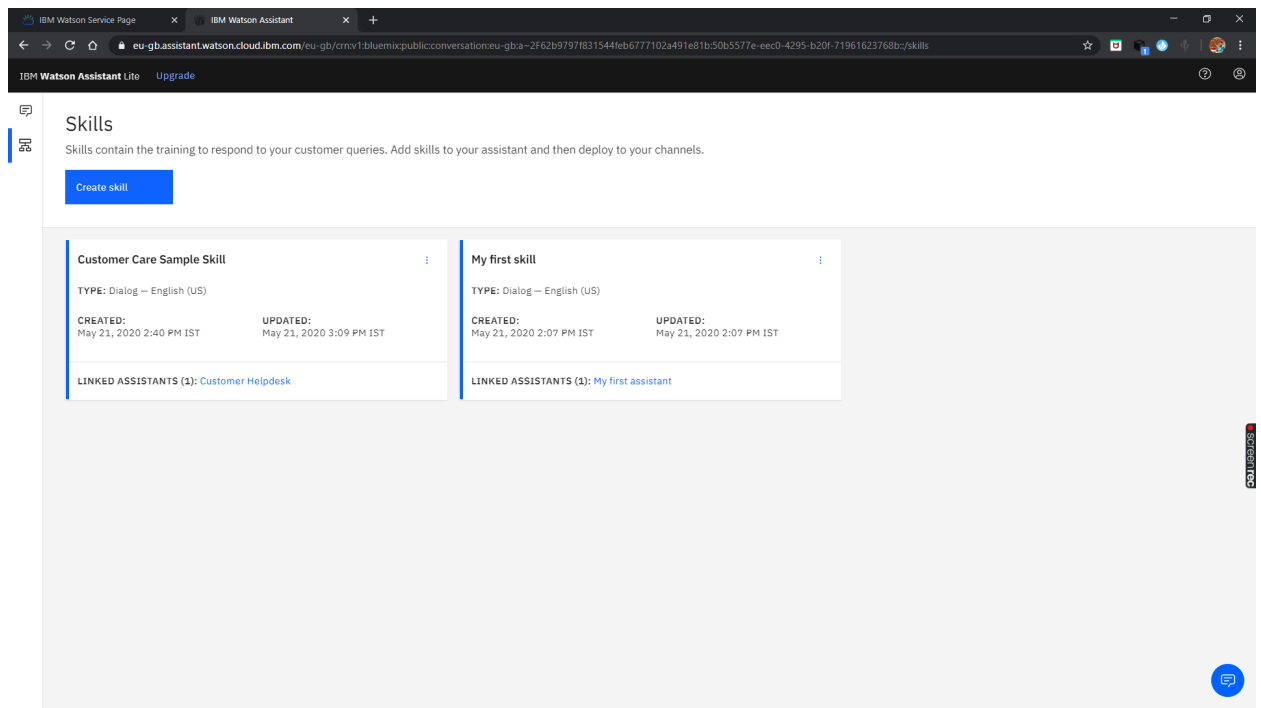 IBM Watson Service Page
IBM Watson Assistant
eu-gb.assistant.watson.cloud.ibm.com/eu-gb/crn:v1:bluemix:public:conversation:eu-gb:a~2F62b9797f831544feb6777102a491e81b:50b5577e-eec0-4295-b20f-71961623768b::/skills
1
IBM Watson Assistant Lite Upgrade
Skills
Skills contain the training to respond to your customer queries. Add skills to your assistant and then deploy to your channels.
Create skill
Customer Care Sample Skill
TYPE: Dialog — English (US)
CREATED:
May 21, 2020 2:40 PM IST
UPDATED:
May 21, 2020 3:09 PM IST
LINKED ASSISTANTS (1): Customer Helpdesk
My first skill
TYPE: Dialog — English (US)
CREATED:
May 21, 2020 2:07 PM IST
UPDATED:
May 21, 2020 2:07 PM IST
LINKED ASSISTANTS (1): My first assistant
screenrec